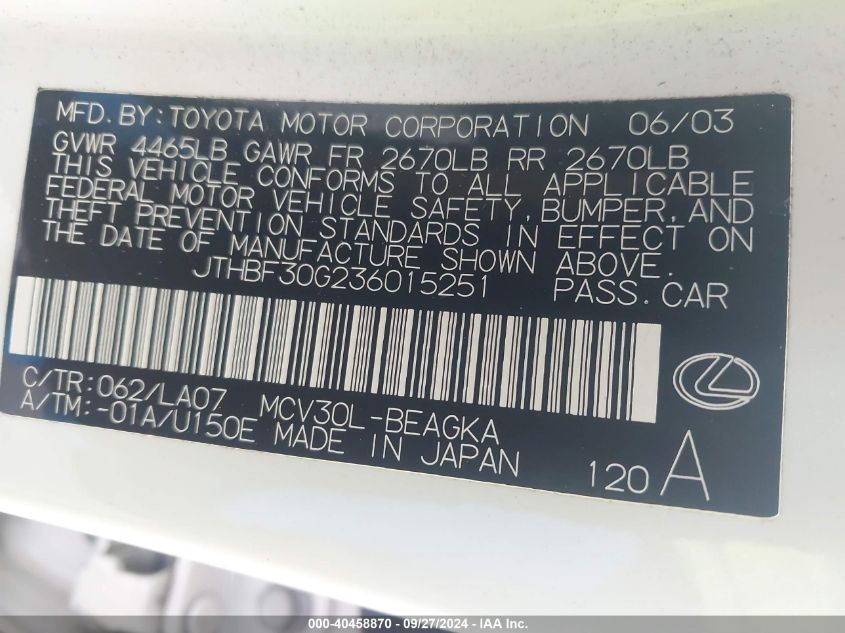 MFD. BY: TOYOTA MOTOR CORPORATION 06/03
GVWR 4465LB GAWR FR 2670LB RR 2670LB
THIS VEHICLE CONFORMS TO ALL APPLICABLE
FEDERAL MOTOR VEHICLE SAFETY, BUMPER, AND
THEFT PREVENTION STANDARDS IN EFFECT ON
THE DATE OF MANUFACTURE SHOWN ABOVE.
JTHBF30G236015251 PASS. CAR
C/TR: 062/LA07 MCV30L-BEAGKA
A/TM: -01A/U150E MADE IN JAPAN
120 A
000-40458870 - 09/27/2024 - IAA Inc.